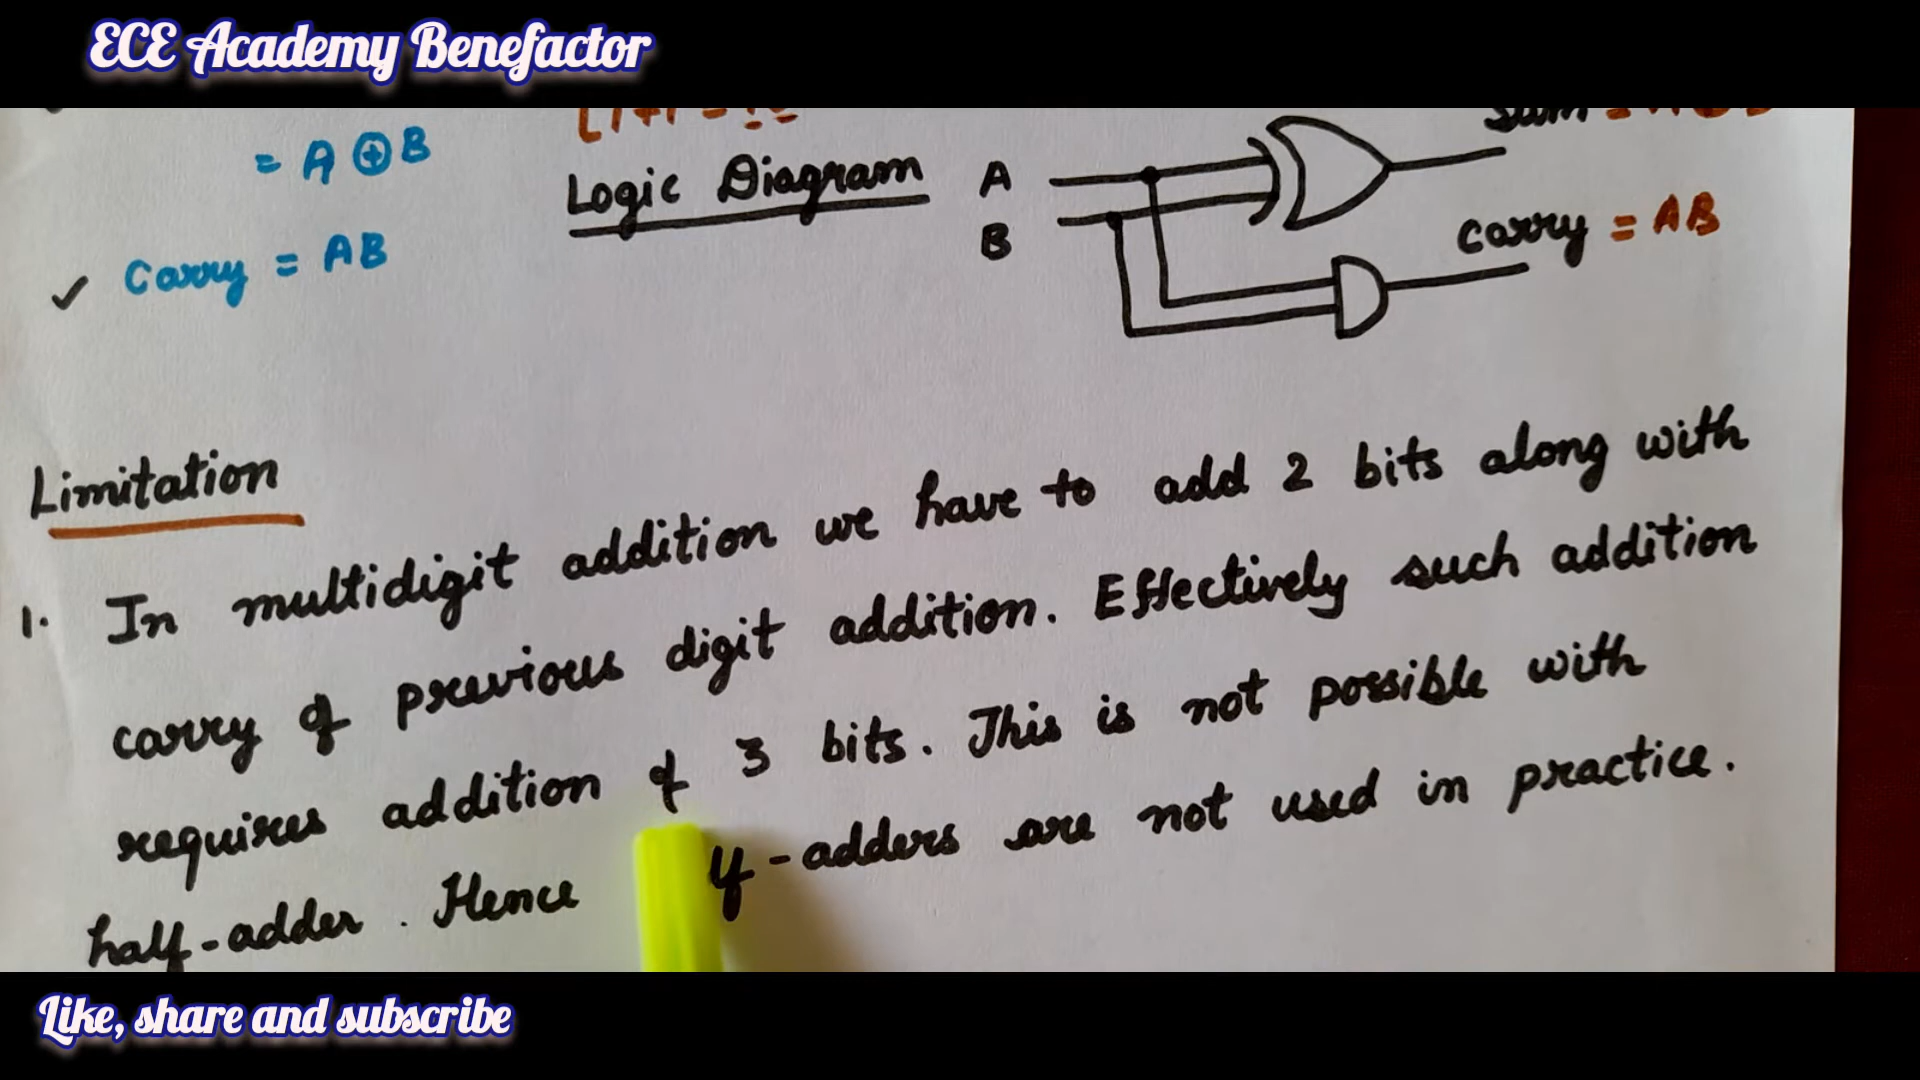 ECE Academy Benefactor
= A ⊕ B
Logic Diagram
A
B
Carry = AB
Carry = AB
Limitation
1. In multidigit addition we have to add 2 bits along with
carry of previous digit addition. Effectively such addition
requires addition of 3 bits. This is not possible with
half-adder. Hence -adders are not used in practice.
Like, share and subscribe